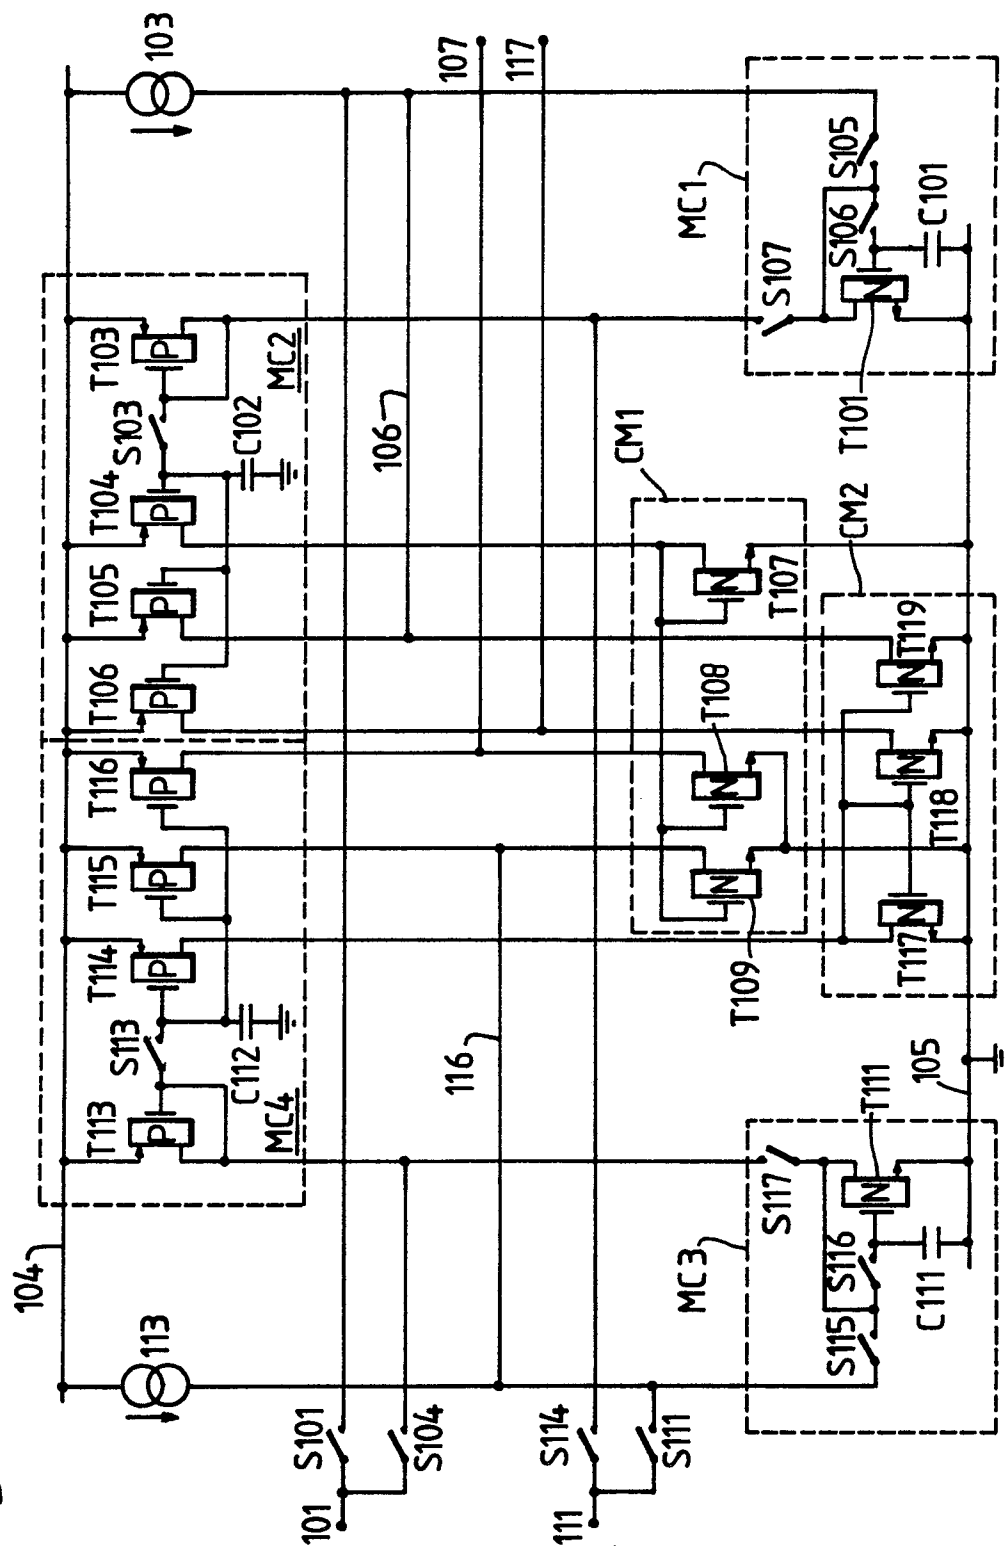 104
113
T113
S113
T114
T115
T116
T106
T105
T104
S103
T103
103
C112
MC4
C102
MC2
101
S101
S104
106
107
117
116
111
S114
S111
CM1
T109
T108
T107
CM2
T117
T118
T119
MC3
S117
S115
S116
C111
T111
105
MC1
S107
S106
S105
C101
T101
P
P
P
P
P
P
P
P
N
N
N
N
N
N
N
N